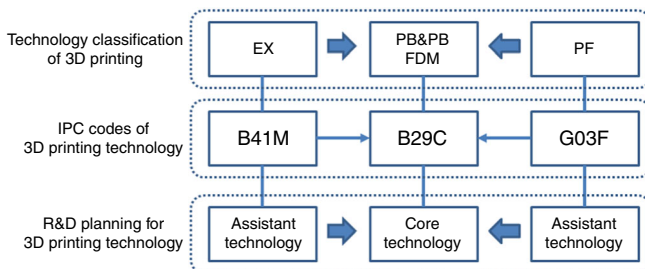 Technology classification
of 3D printing
EX
PB&PB
FDM
PF
IPC codes of
3D printing technology
B41M
B29C
G03F
R&D planning for
3D printing technology
Assistant
technology
Core
technology
Assistant
technology